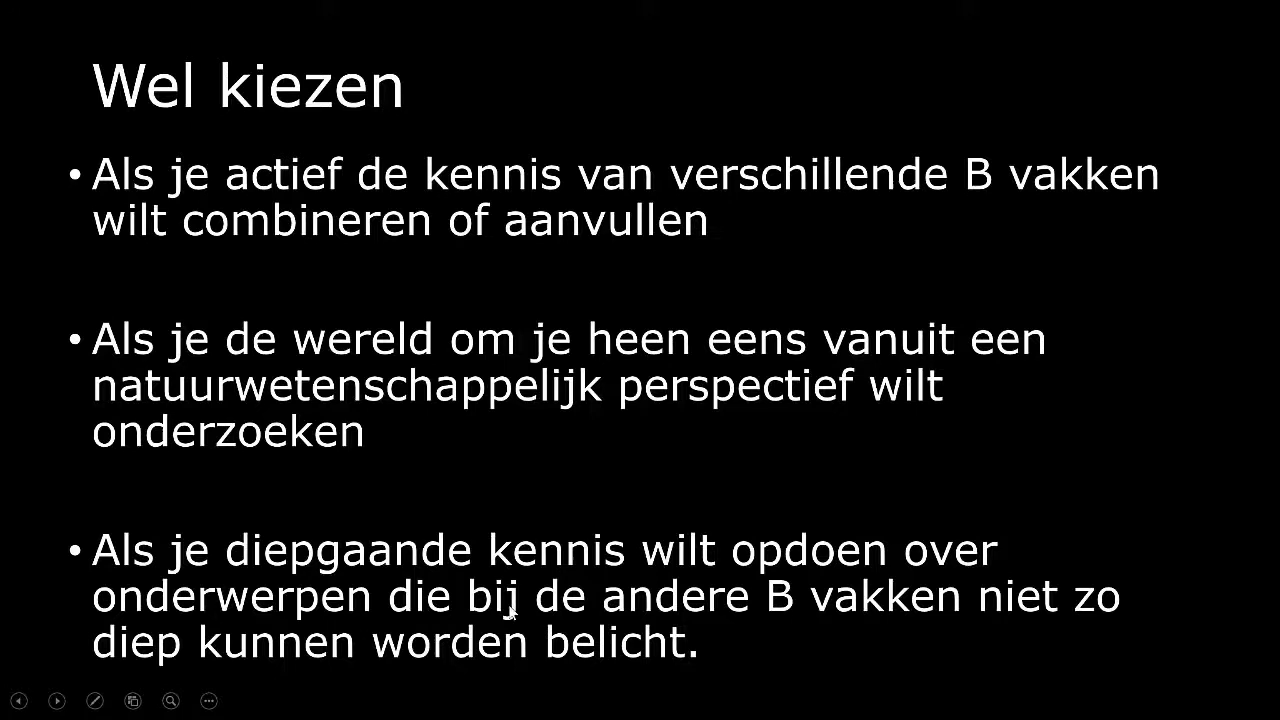 Wel kiezen
• Als je actief de kennis van verschillende B vakken
wilt combineren of aanvullen
• Als je de wereld om je heen eens vanuit een
natuurwetenschappelijk perspectief wilt
onderzoeken
• Als je diepgaande kennis wilt opdoen over
onderwerpen die bij de andere B vakken niet zo
diep kunnen worden belicht.